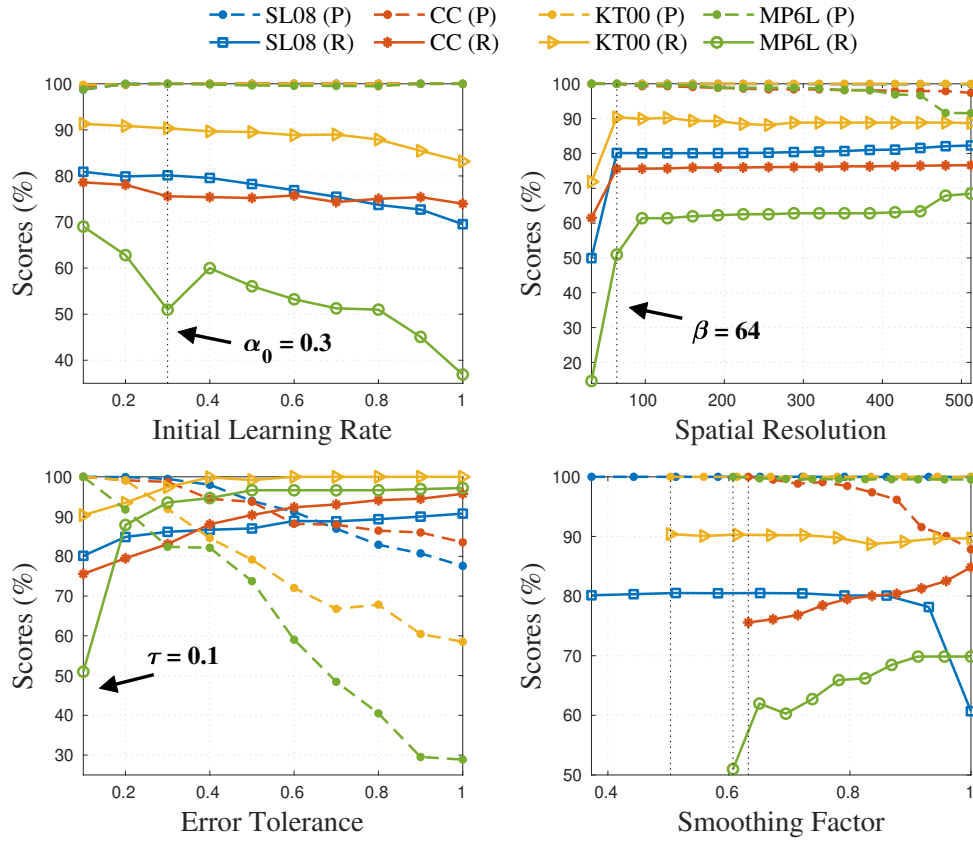 SL08 (P) CC (P) KT00 (P) MP6L (P)
SL08 (R) CC (R) KT00 (R) MP6L (R)
100
90
80
70
60
50
40
Scores (%)
α0 = 0.3
0.2 0.4 0.6 0.8 1
Initial Learning Rate
100
90
80
70
60
50
40
30
20
Scores (%)
β = 64
100 200 300 400 500
Spatial Resolution
100
90
80
70
60
50
40
30
Scores (%)
τ = 0.1
0.2 0.4 0.6 0.8 1
Error Tolerance
100
90
80
70
60
50
Scores (%)
0.4 0.6 0.8 1
Smoothing Factor